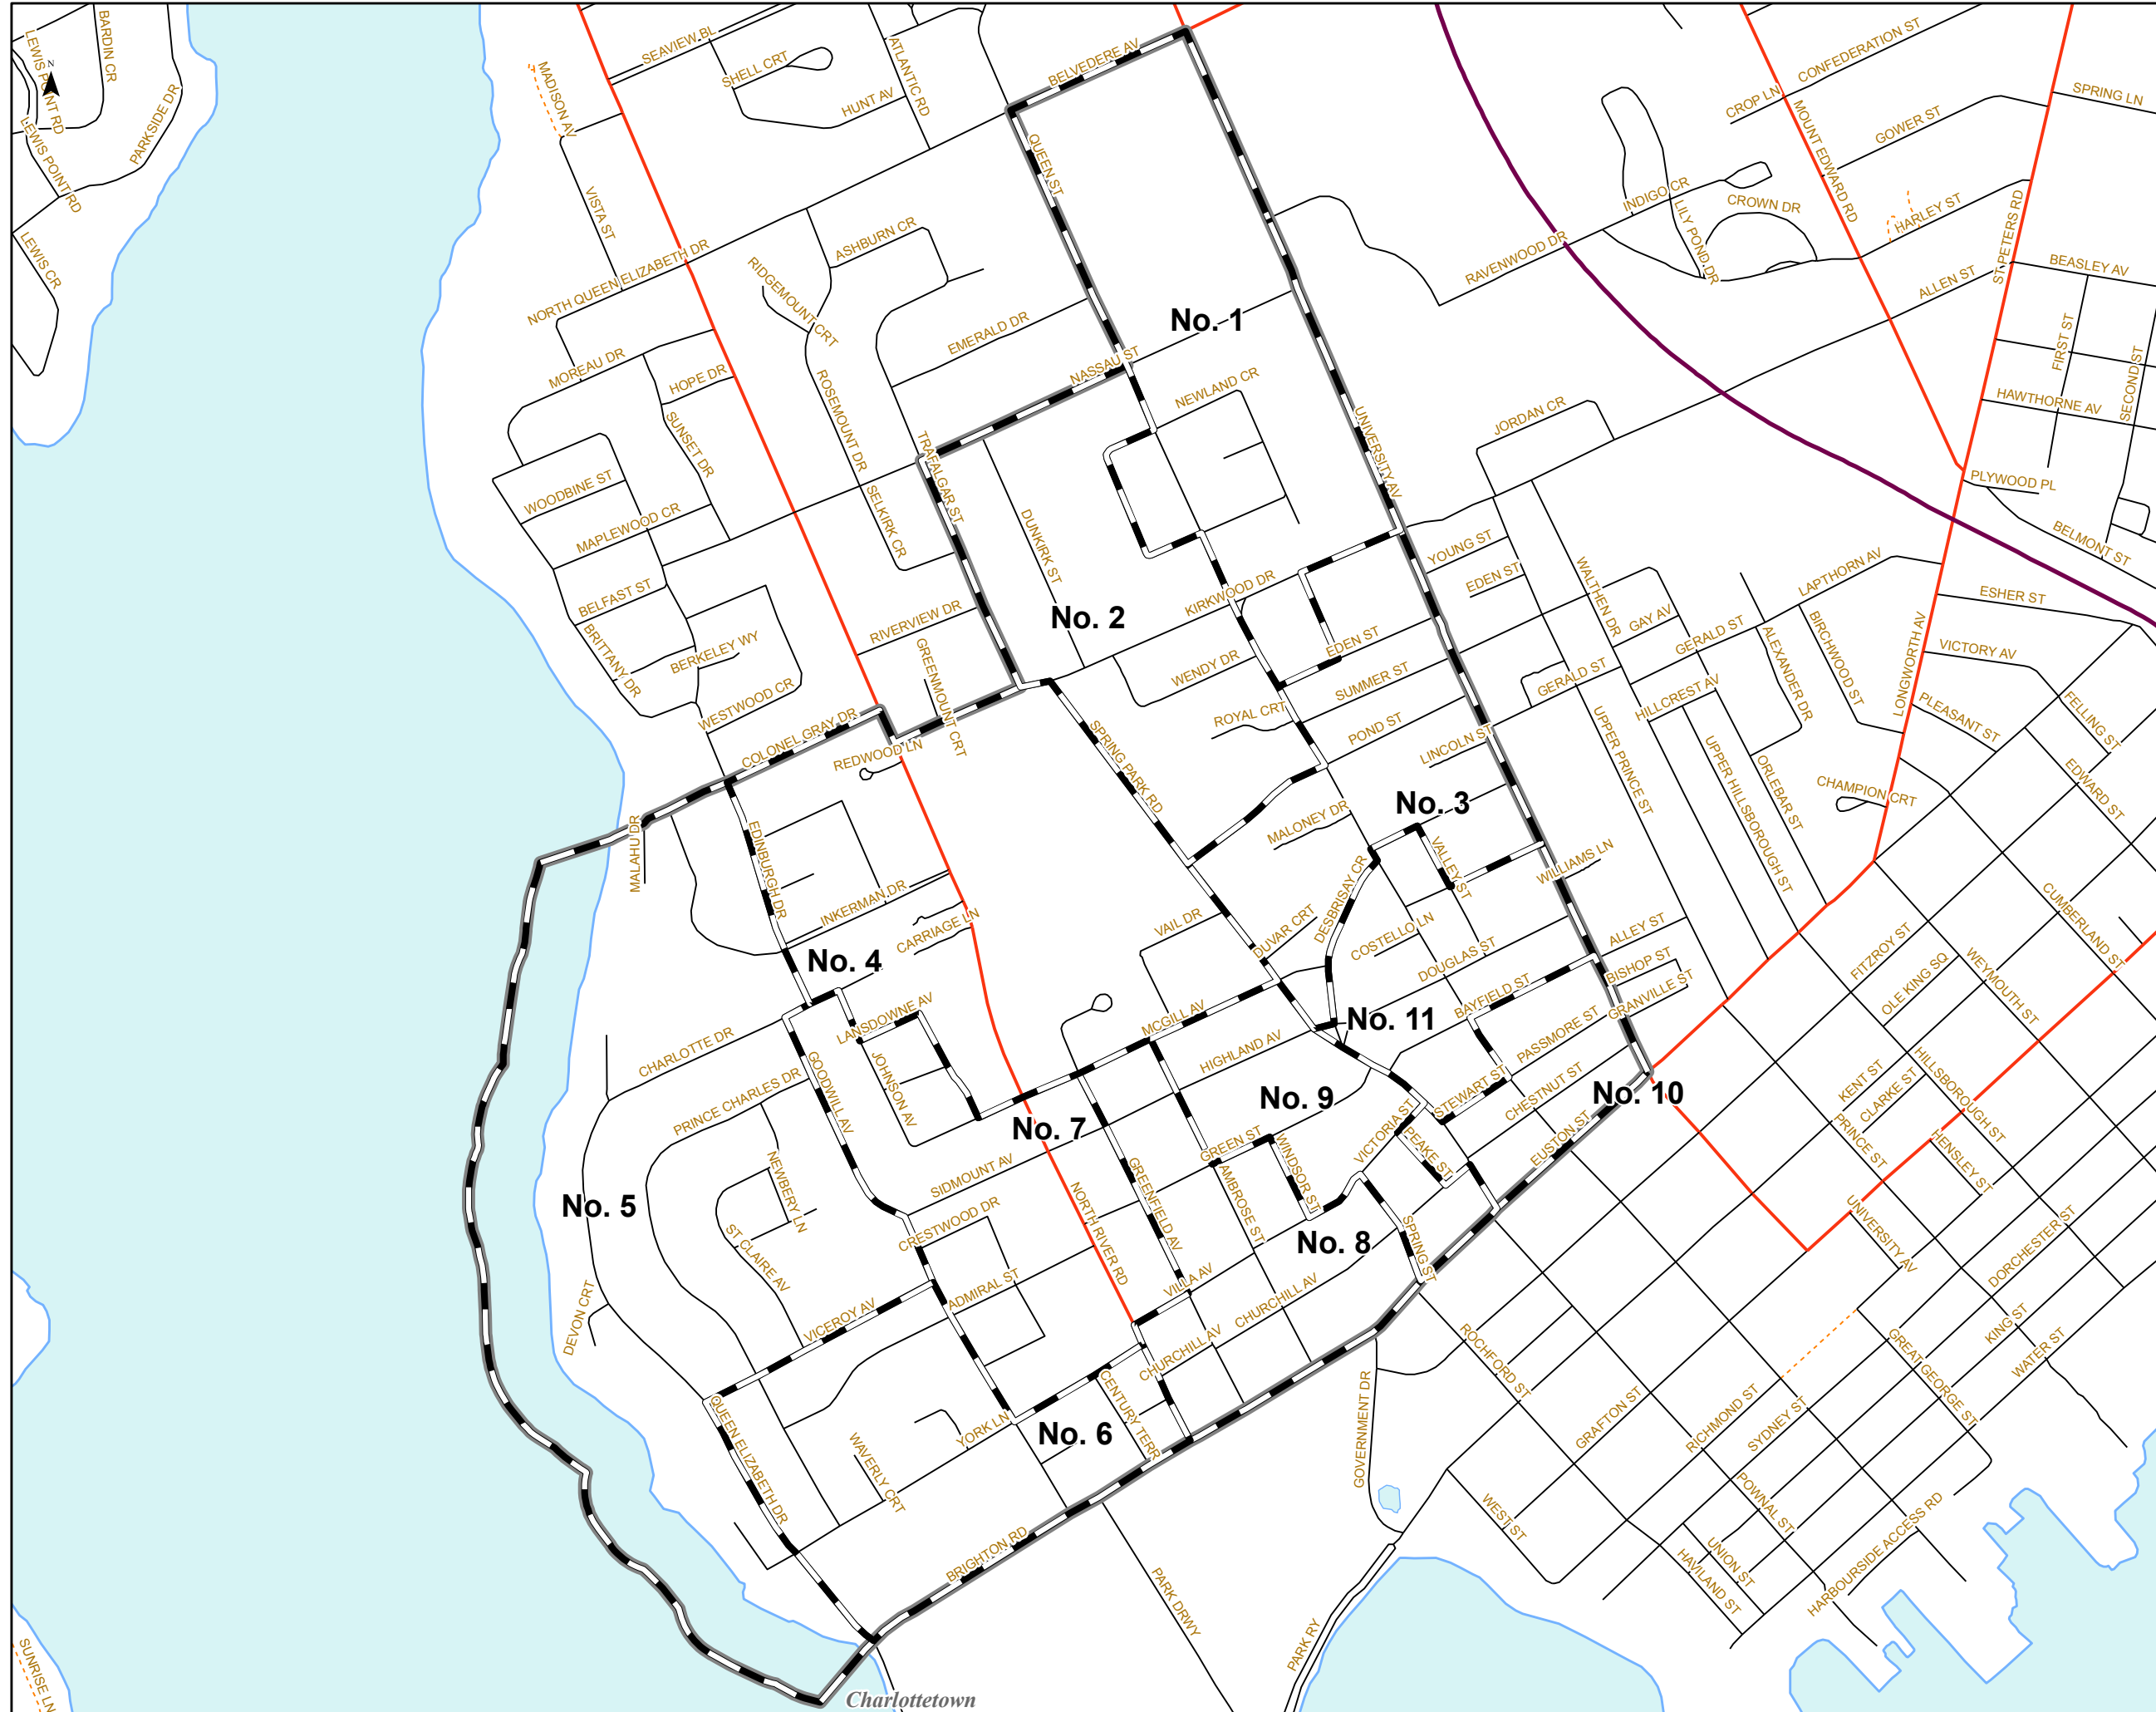 LEWIS POINT RD
BARDIN CR
N
LEWIS POINT RD
PARKSIDE DR
LEWIS CR
SEAVIEW BL
SHELL CRT
ATLANTIC RD
HUNT AV
MADISON AV
VISTA ST
BELVEDERE AV
QUEEN ST
CONFEDERATION ST
CROP LN
MOUNT EDWARD RD
GOWER ST
SPRING LN
INDIGO CR
CROWN DR
LILY POND DR
HARLEY ST
ST PETERS RD
RAVENWOOD DR
ALLEN ST
BEASLEY AV
FIRST ST
SECOND ST
HAWTHORNE AV
PLYWOOD PL
BELMONT ST
NORTH QUEEN ELIZABETH DR
ASHBURN CR
RIDGEMOUNT CRT
EMERALD DR
No. 1
NASSAU ST
MOREAU DR
HOPE DR
SUNSET DR
ROSEMOUNT DR
NEWLAND CR
UNIVERSITY AV
JORDAN CR
TRAFALGAR ST
SELKIRK CR
DUNKIRK ST
WOODBINE ST
MAPLEWOOD CR
BELFAST ST
BRITTANY DR
BERKELEY WY
WESTWOOD CR
RIVERVIEW DR
GREENMOUNT CRT
No. 2
KIRKWOOD DR
WENDY DR
EDEN ST
SUMMER ST
ROYAL CRT
POND ST
YOUNG ST
EDEN ST
WALTHEN DR
GAY AV
GERALD ST
GERALD ST
LAPTHORN AV
ESHER ST
ALEXANDER DR
BIRCHWOOD ST
VICTORY AV
LONGWORTH AV
PLEASANT ST
FELLING ST
EDWARD ST
HILLCREST AV
UPPER PRINCE ST
UPPER HILLSBOROUGH ST
ORLEBAR ST
CHAMPION CRT
COLONEL GRAY DR
REDWOOD LN
SPRING PARK RD
LINCOLN ST
No. 3
MALONEY DR
VALLEY ST
WILLIAMS LN
MALAHU DR
EDINBURGH DR
INKERMAN DR
CARRIAGE LN
No. 4
VAIL DR
DUVAR CRT
DESBRISAY CR
COSTELLO LN
DOUGLAS ST
ALLEY ST
BISHOP ST
GRANVILLE ST
BAYFIELD ST
PASSMORE ST
CUMBERLAND ST
FITZROY ST
OLE KING SQ
WEYMOUTH ST
LANSDOWNE AV
CHARLOTTE DR
GOODWILL AV
JOHNSON AV
PRINCE CHARLES DR
MCGILL AV
HIGHLAND AV
No. 11
No. 9
No. 10
STEWART ST
CHESTNUT ST
EUSTON ST
KENT ST
CLARKE ST
HILLSBOROUGH ST
PRINCE ST
HENSLEY ST
No. 7
GREEN ST
WINDSOR ST
VICTORIA ST
PEAKE ST
SIDMOUNT AV
NEWBERY LN
No. 5
ST CLAIRE AV
CRESTWOOD DR
NORTH RIVER RD
GREENFIELD AV
AMBROSE ST
No. 8
SPRING ST
UNIVERSITY AV
DORCHESTER ST
DEVON CRT
VICEROY AV
ADMIRAL ST
VILLA AV
CHURCHILL AV
CHURCHILL AV
KING ST
WATER ST
GREAT GEORGE ST
ROCHFORD ST
GRAFTON ST
RICHMOND ST
SYDNEY ST
QUEEN ELIZABETH DR
WAVERLY CRT
YORK LN
No. 6
CENTURY TERR
GOVERNMENT DR
WEST ST
POWNAL ST
UNION ST
HAVILAND ST
HARBOURSIDE ACCESS RD
BRIGHTON RD
PARK DRWY
PARK RY
SUNRISE LN
Charlottetown